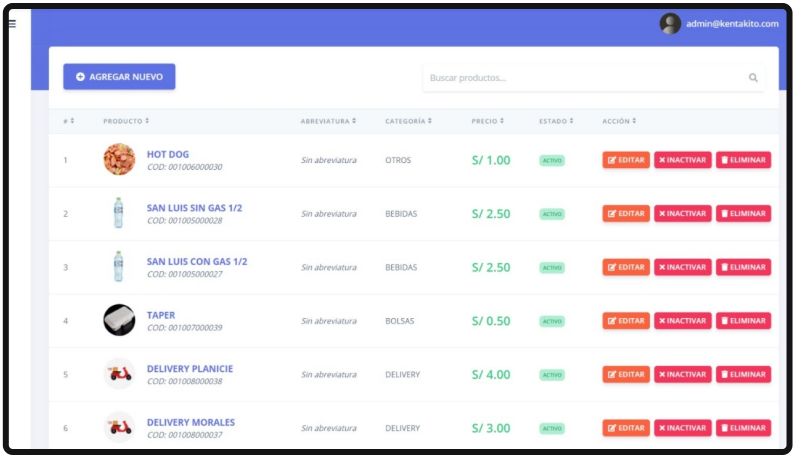 admin@kentakito.com
AGREGAR NUEVO
Buscar productos...
# PRODUCTO ABREVIATURA CATEGORÍA PRECIO ESTADO ACCIÓN
1 HOT DOG Sin abreviatura OTROS S/ 1.00 ACTIVO EDITAR INACTIVAR ELIMINAR
COD: 001006000030
2 SAN LUIS SIN GAS 1/2 Sin abreviatura BEBIDAS S/ 2.50 ACTIVO EDITAR INACTIVAR ELIMINAR
COD: 001005000028
3 SAN LUIS CON GAS 1/2 Sin abreviatura BEBIDAS S/ 2.50 ACTIVO EDITAR INACTIVAR ELIMINAR
COD: 001005000027
4 TAPER Sin abreviatura BOLSAS S/ 0.50 ACTIVO EDITAR INACTIVAR ELIMINAR
COD: 001007000039
5 DELIVERY PLANICIE Sin abreviatura DELIVERY S/ 4.00 ACTIVO EDITAR INACTIVAR ELIMINAR
COD: 001008000038
6 DELIVERY MORALES Sin abreviatura DELIVERY S/ 3.00 ACTIVO EDITAR INACTIVAR ELIMINAR
COD: 001008000037